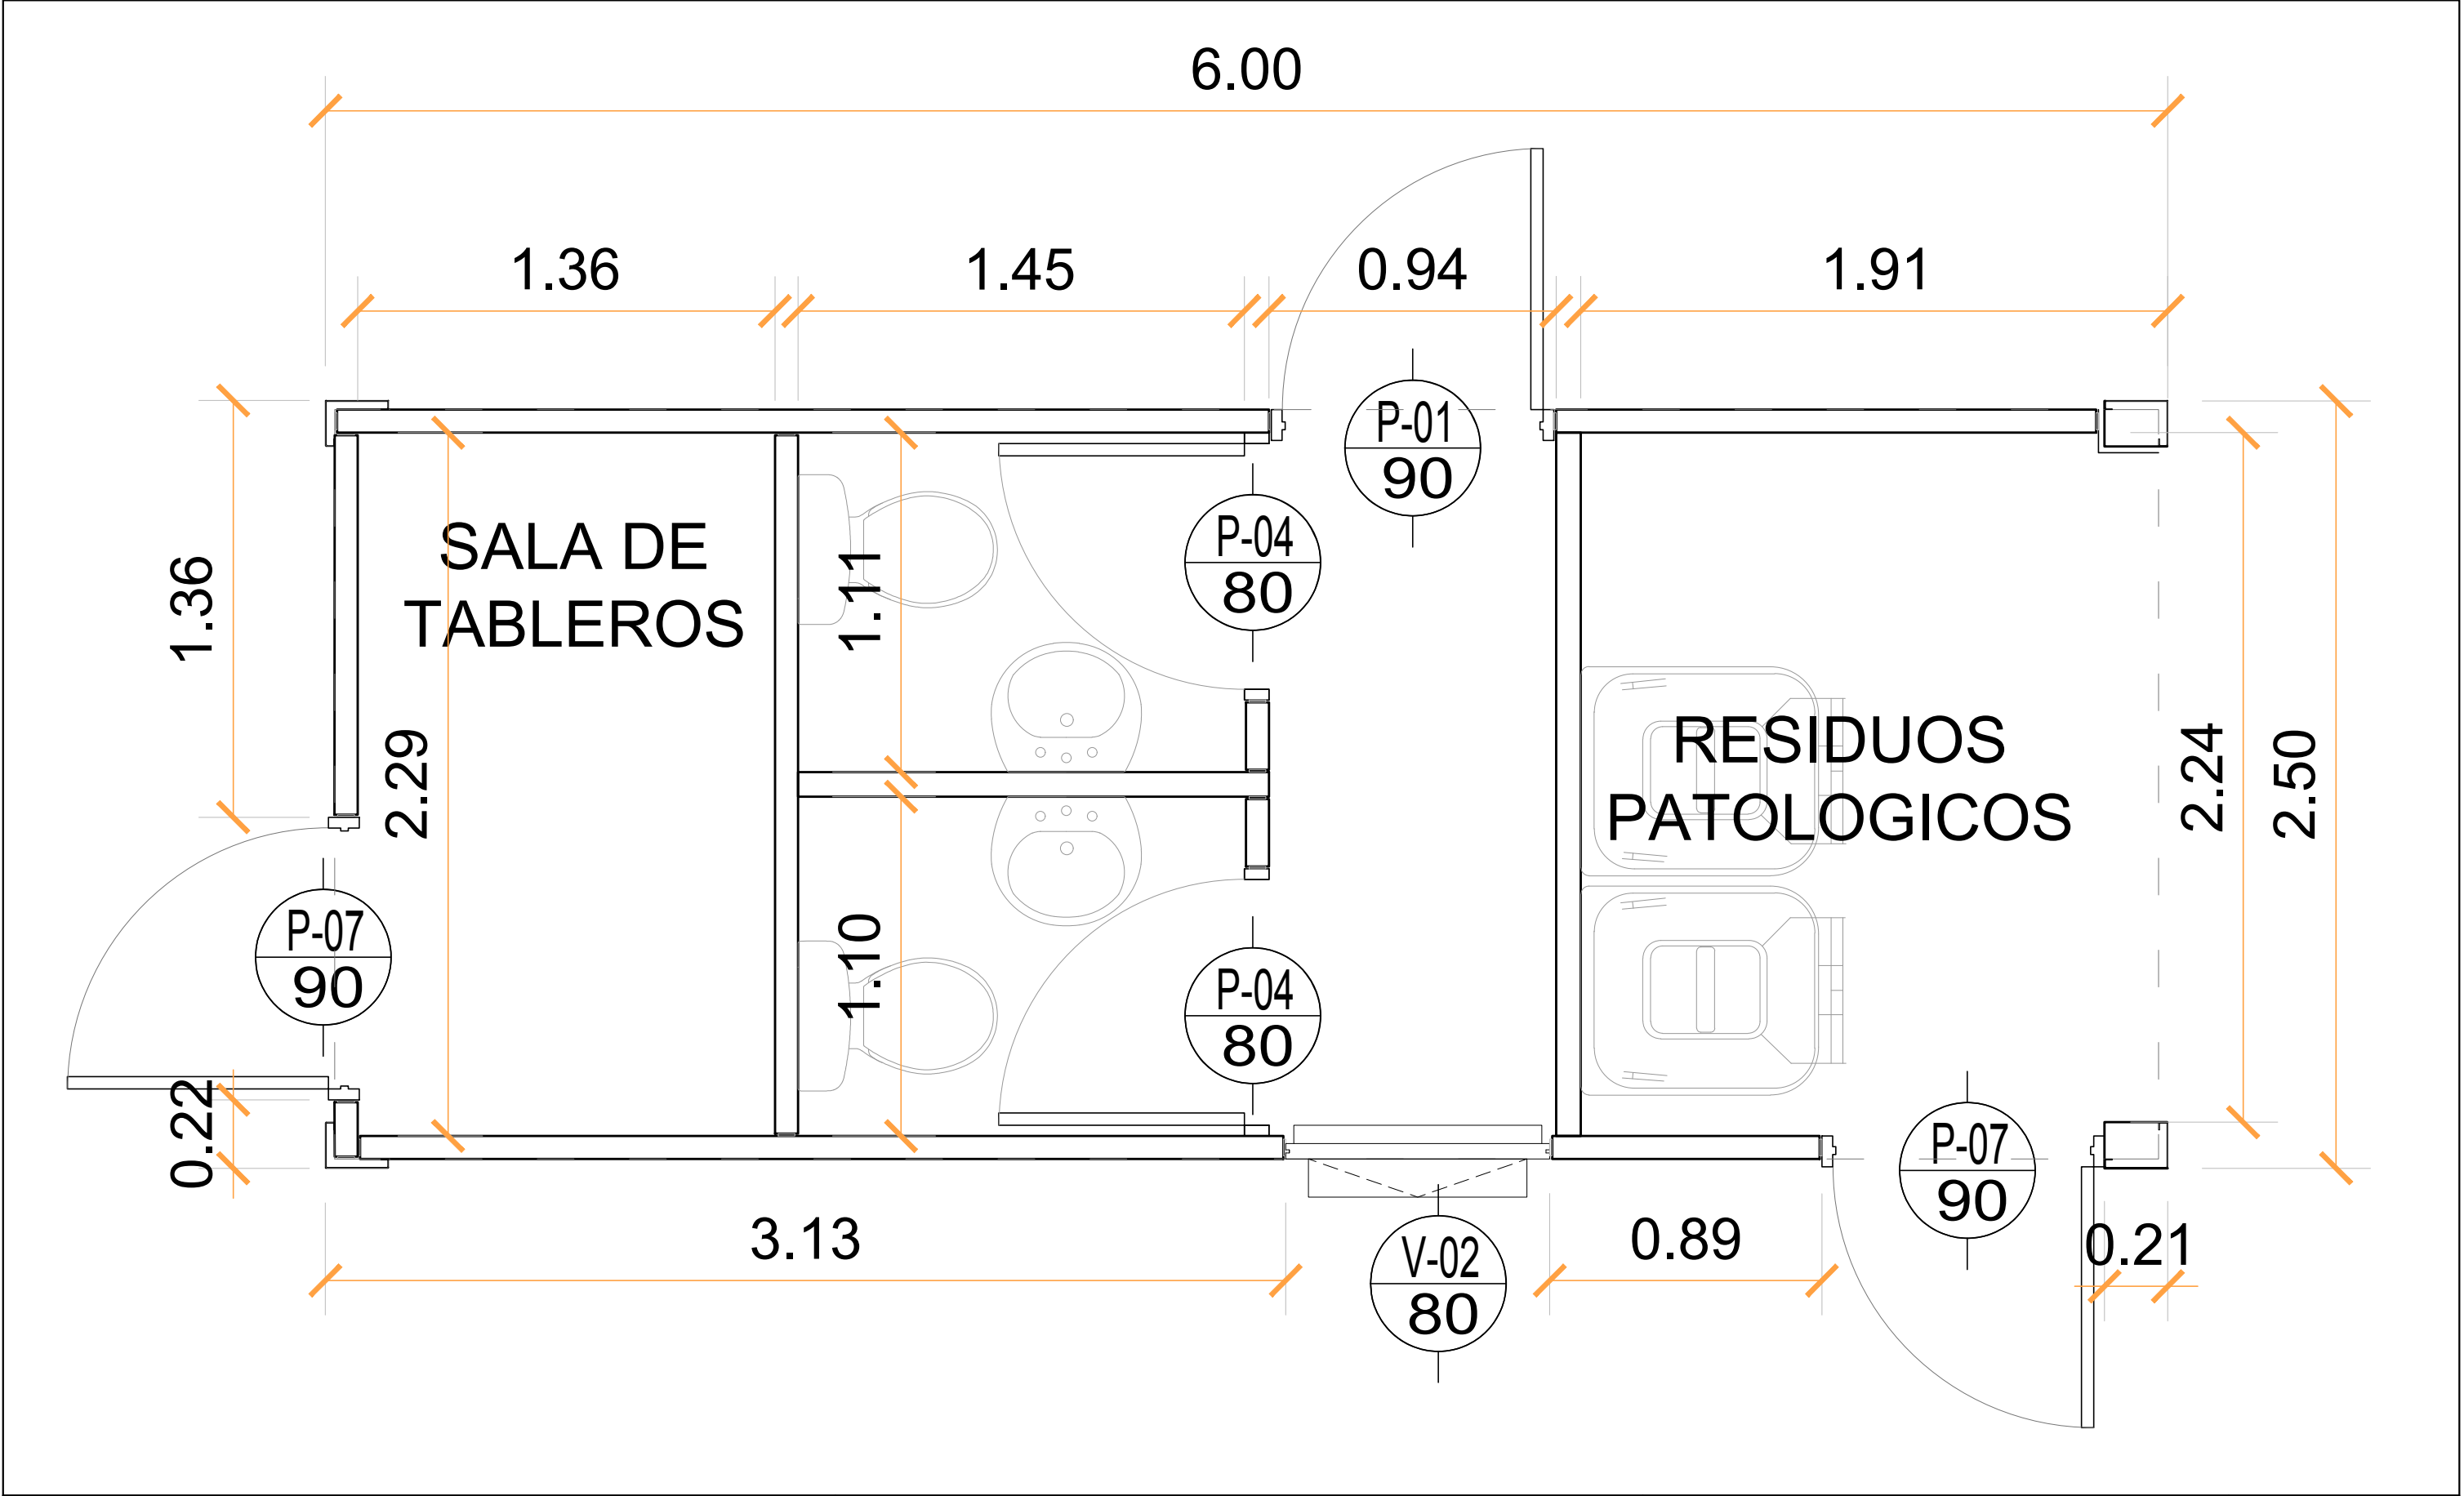 6.00
1.36
1.45
0.94
1.91
P-01
90
P-04
80
SALA DE
TABLEROS
1.11
1.36
2.29
RESIDUOS
PATOLOGICOS
2.24
2.50
P-07
90
1.10
P-04
80
0.22
P-07
90
3.13
V-02
80
0.89
0.21